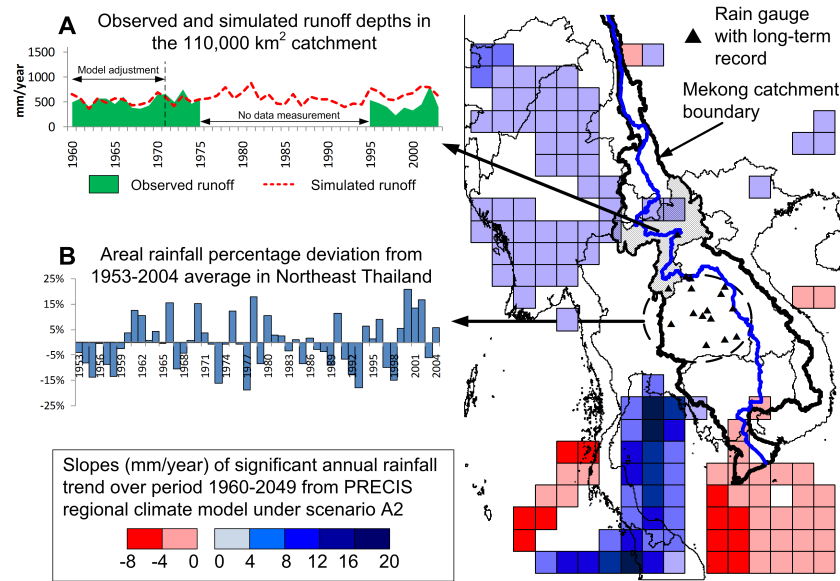 A Observed and simulated runoff depths in
the 110,000 km² catchment
mm/year
1500
1000
500
0
Model adjustment
No data measurement
1960 1965 1970 1975 1981 1985 1991 1995 2000
Observed runoff Simulated runoff
B Areal rainfall percentage deviation from
1953-2004 average in Northeast Thailand
25%
15%
5%
-5%
-15%
-25%
1953 1956 1959 1962 1965 1968 1971 1974 1977 1980 1983 1986 1989 1992 1995 1998 2001 2004
Slopes (mm/year) of significant annual rainfall
trend over period 1960-2049 from PRECIS
regional climate model under scenario A2
-8 -4 0 0 4 8 12 16 20
Rain gauge
with long-term
record
Mekong catchment
boundary